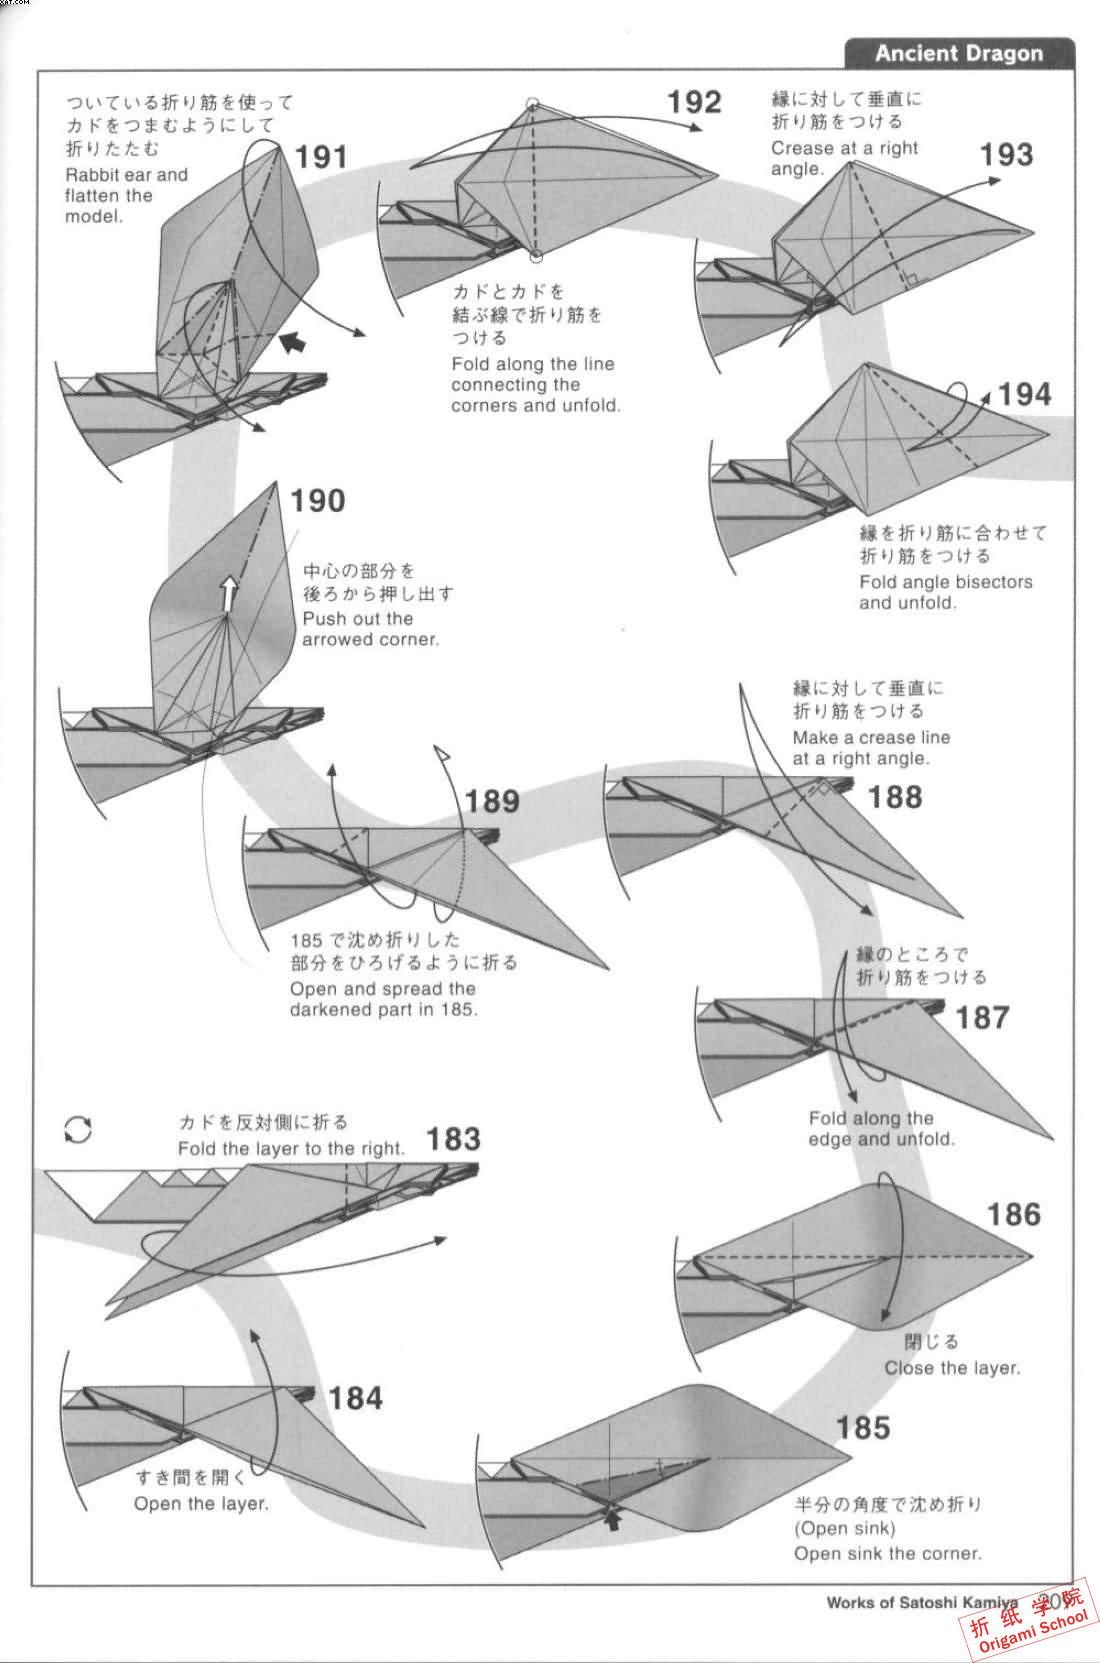 XAT.COM
Ancient Dragon
ついている折り筋を使って
カドをつまむようにして
折りたたむ
Rabbit ear and
flatten the
model.
191
192
カドとカドを
結ぶ線で折り筋を
つける
Fold along the line
connecting the
corners and unfold.
縁に対して垂直に
折り筋をつける
Crease at a right
angle.
193
194
縁を折り筋に合わせて
折り筋をつける
Fold angle bisectors
and unfold.
190
中心の部分を
後ろから押し出す
Push out the
arrowed corner.
縁に対して垂直に
折り筋をつける
Make a crease line
at a right angle.
188
189
185で沈め折りした
部分をひろげるように折る
Open and spread the
darkened part in 185.
縁のところで
折り筋をつける
187
Fold along the
edge and unfold.
カドを反対側に折る
Fold the layer to the right.
183
186
閉じる
Close the layer.
184
すき間を開く
Open the layer.
185
半分の角度で沈め折り
(Open sink)
Open sink the corner.
Works of Satoshi Kamiya
折纸学院
Origami School